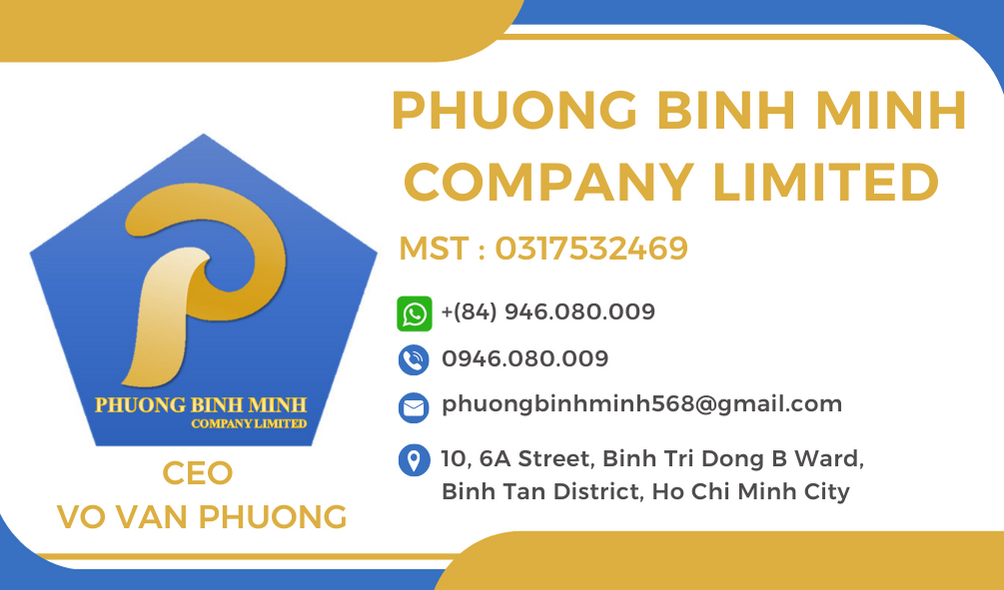 PHUONG BINH MINH
COMPANY LIMITED
MST : 0317532469
+(84) 946.080.009
0946.080.009
phuongbinhminh568@gmail.com
10, 6A Street, Binh Tri Dong B Ward,
Binh Tan District, Ho Chi Minh City
PHUONG BINH MINH
COMPANY LIMITED
CEO
VO VAN PHUONG